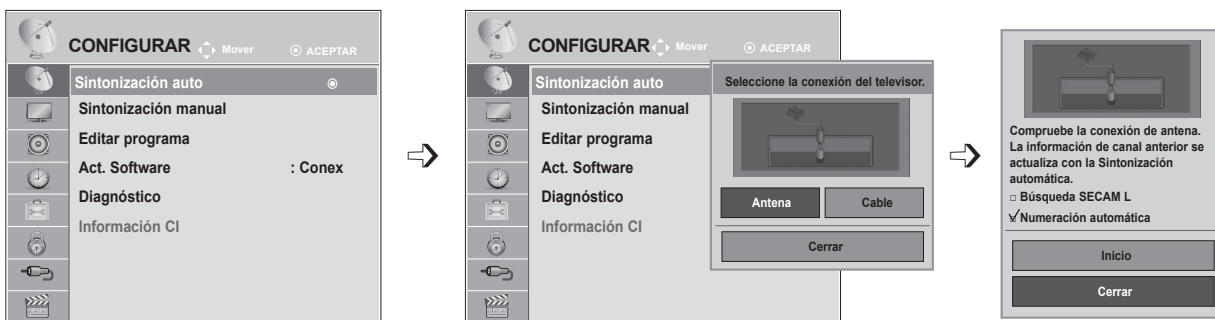 CONFIGURAR Mover ACEPTAR
Sintonización auto
Sintonización manual
Editar programa
Act. Software : Conex
Diagnóstico
Información CI
CONFIGURAR Mover ACEPTAR
Sintonización auto
Sintonización manual
Editar programa
Act. Software
Diagnóstico
Información CI
Seleccione la conexión del televisor.
Antena Cable
Cerrar
Compruebe la conexión de antena.
La información de canal anterior se
actualiza con la Sintonización
automática.
□ Búsqueda SECAM L
Numeración automática
Inicio
Cerrar